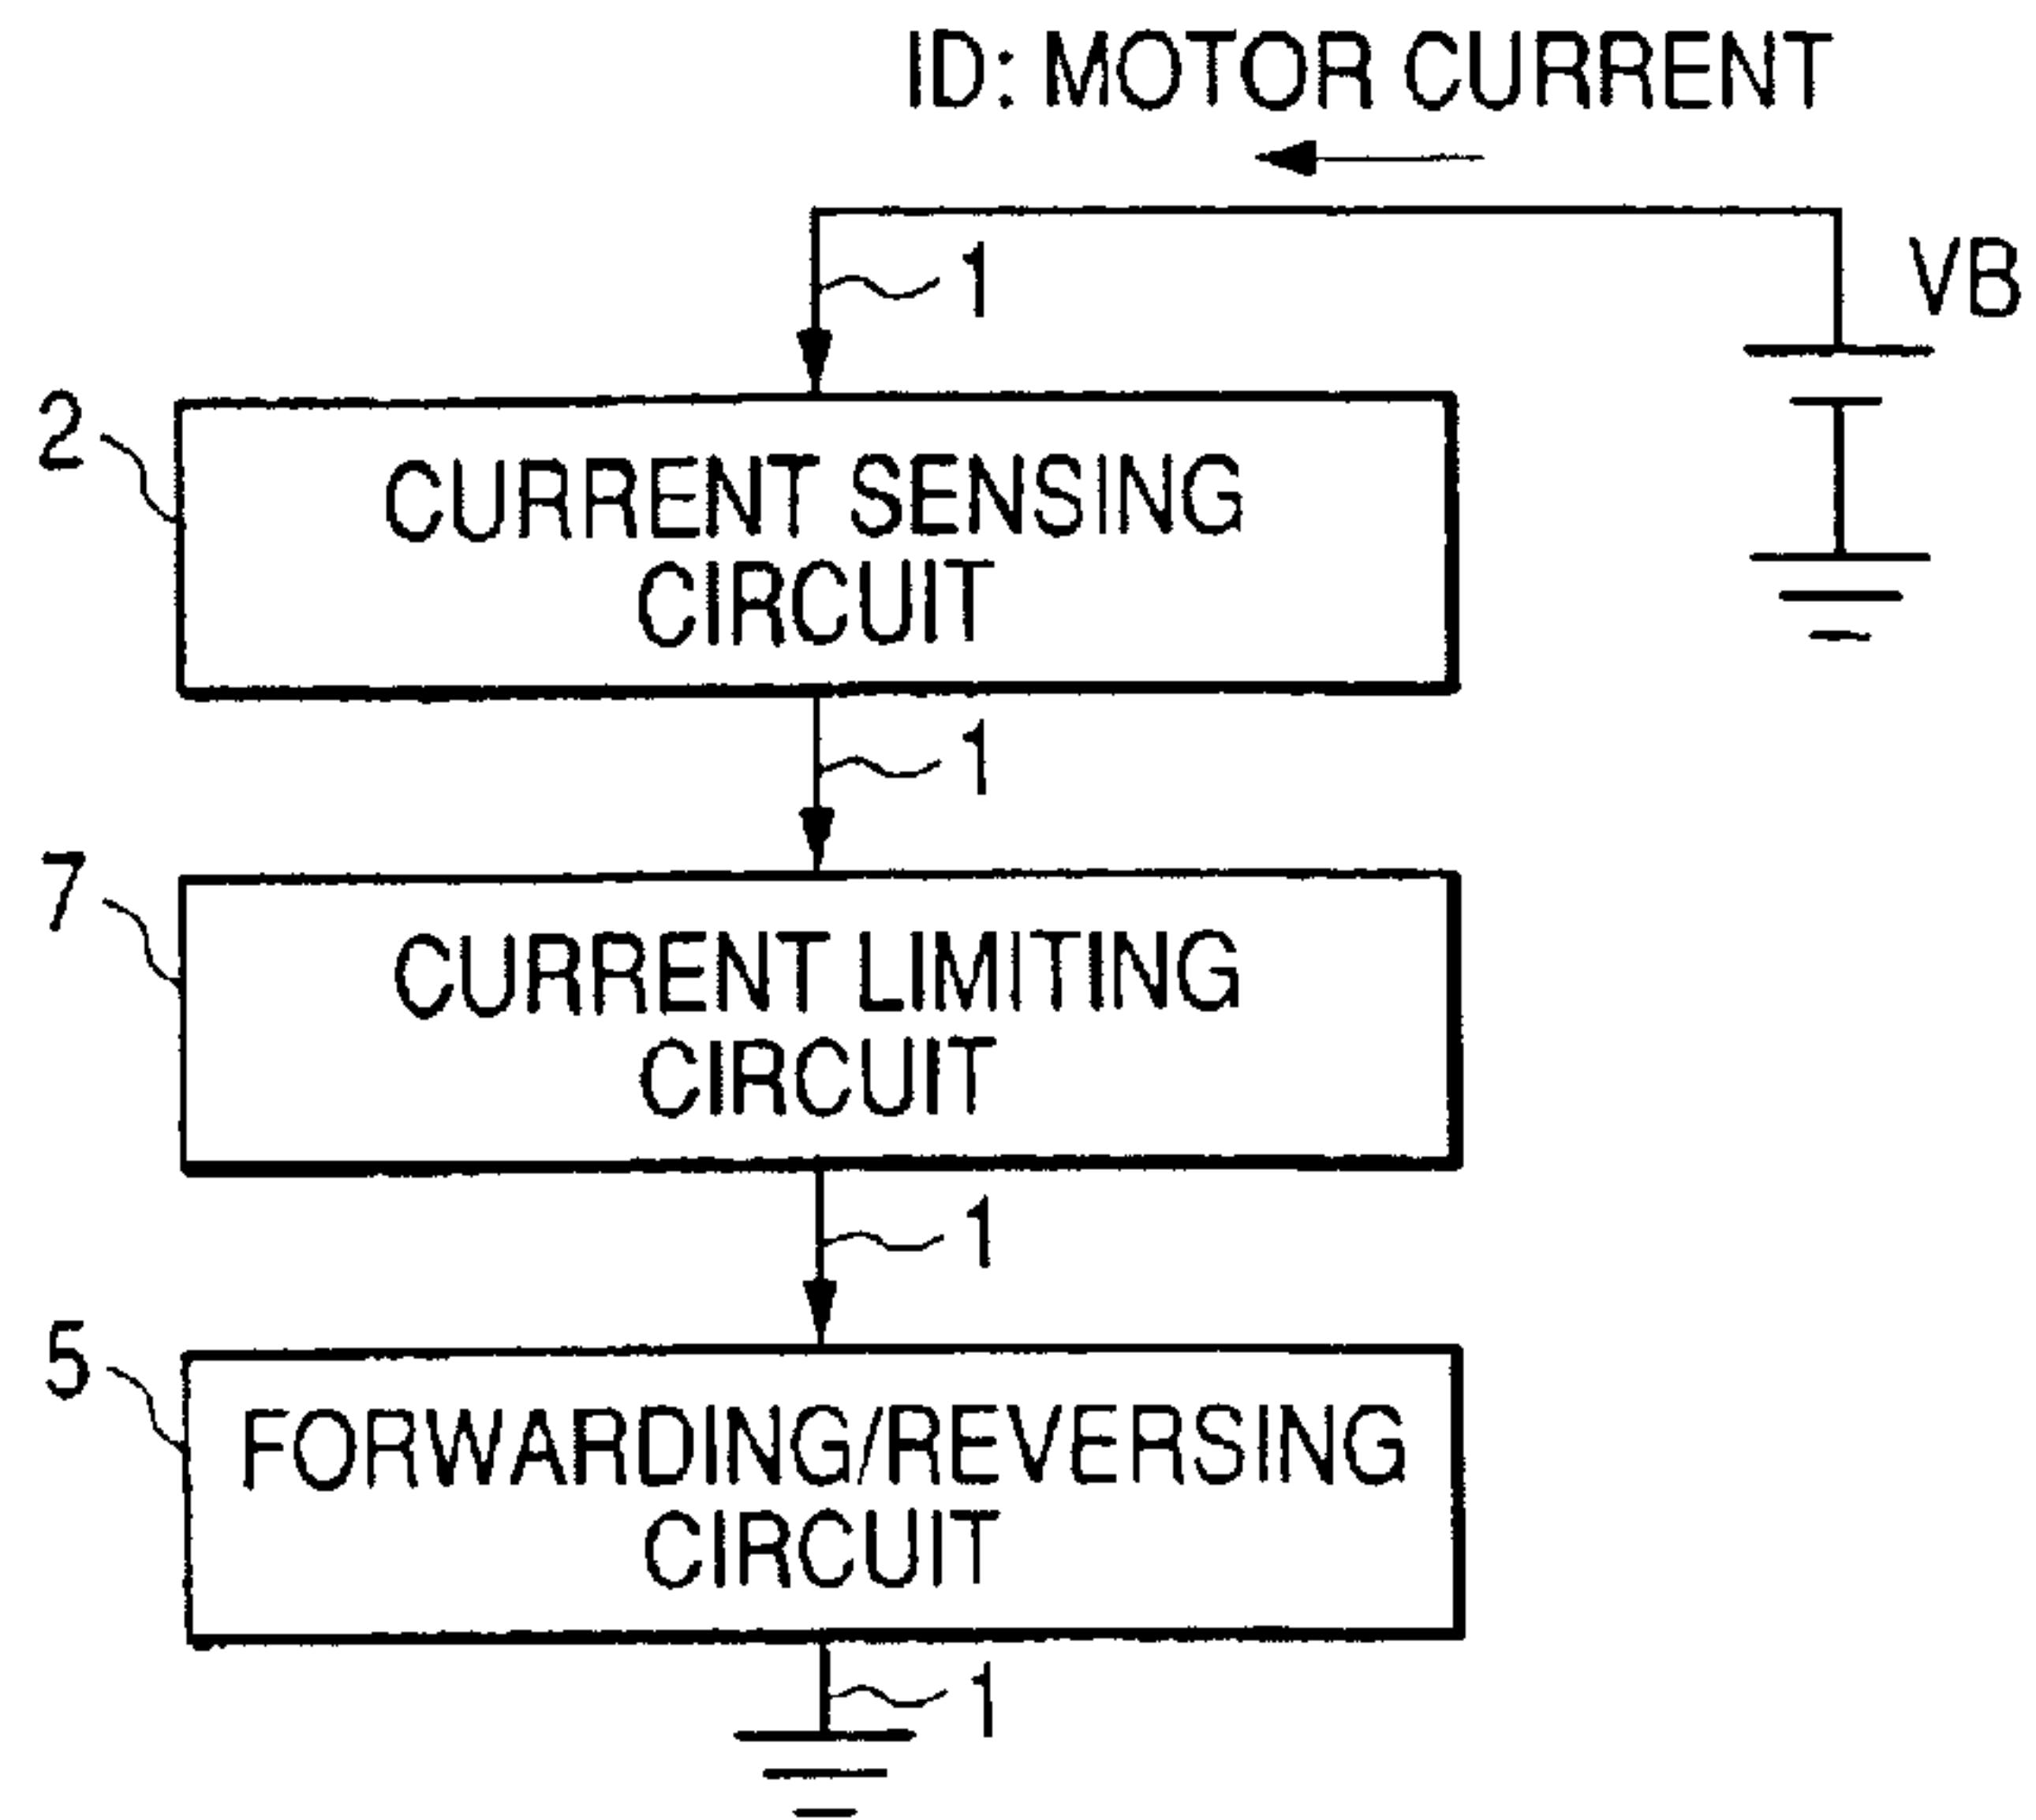 ID: MOTOR CURRENT
1
VB
2
CURRENT SENSING
CIRCUIT
1
7
CURRENT LIMITING
CIRCUIT
1
5
FORWARDING/REVERSING
CIRCUIT
1